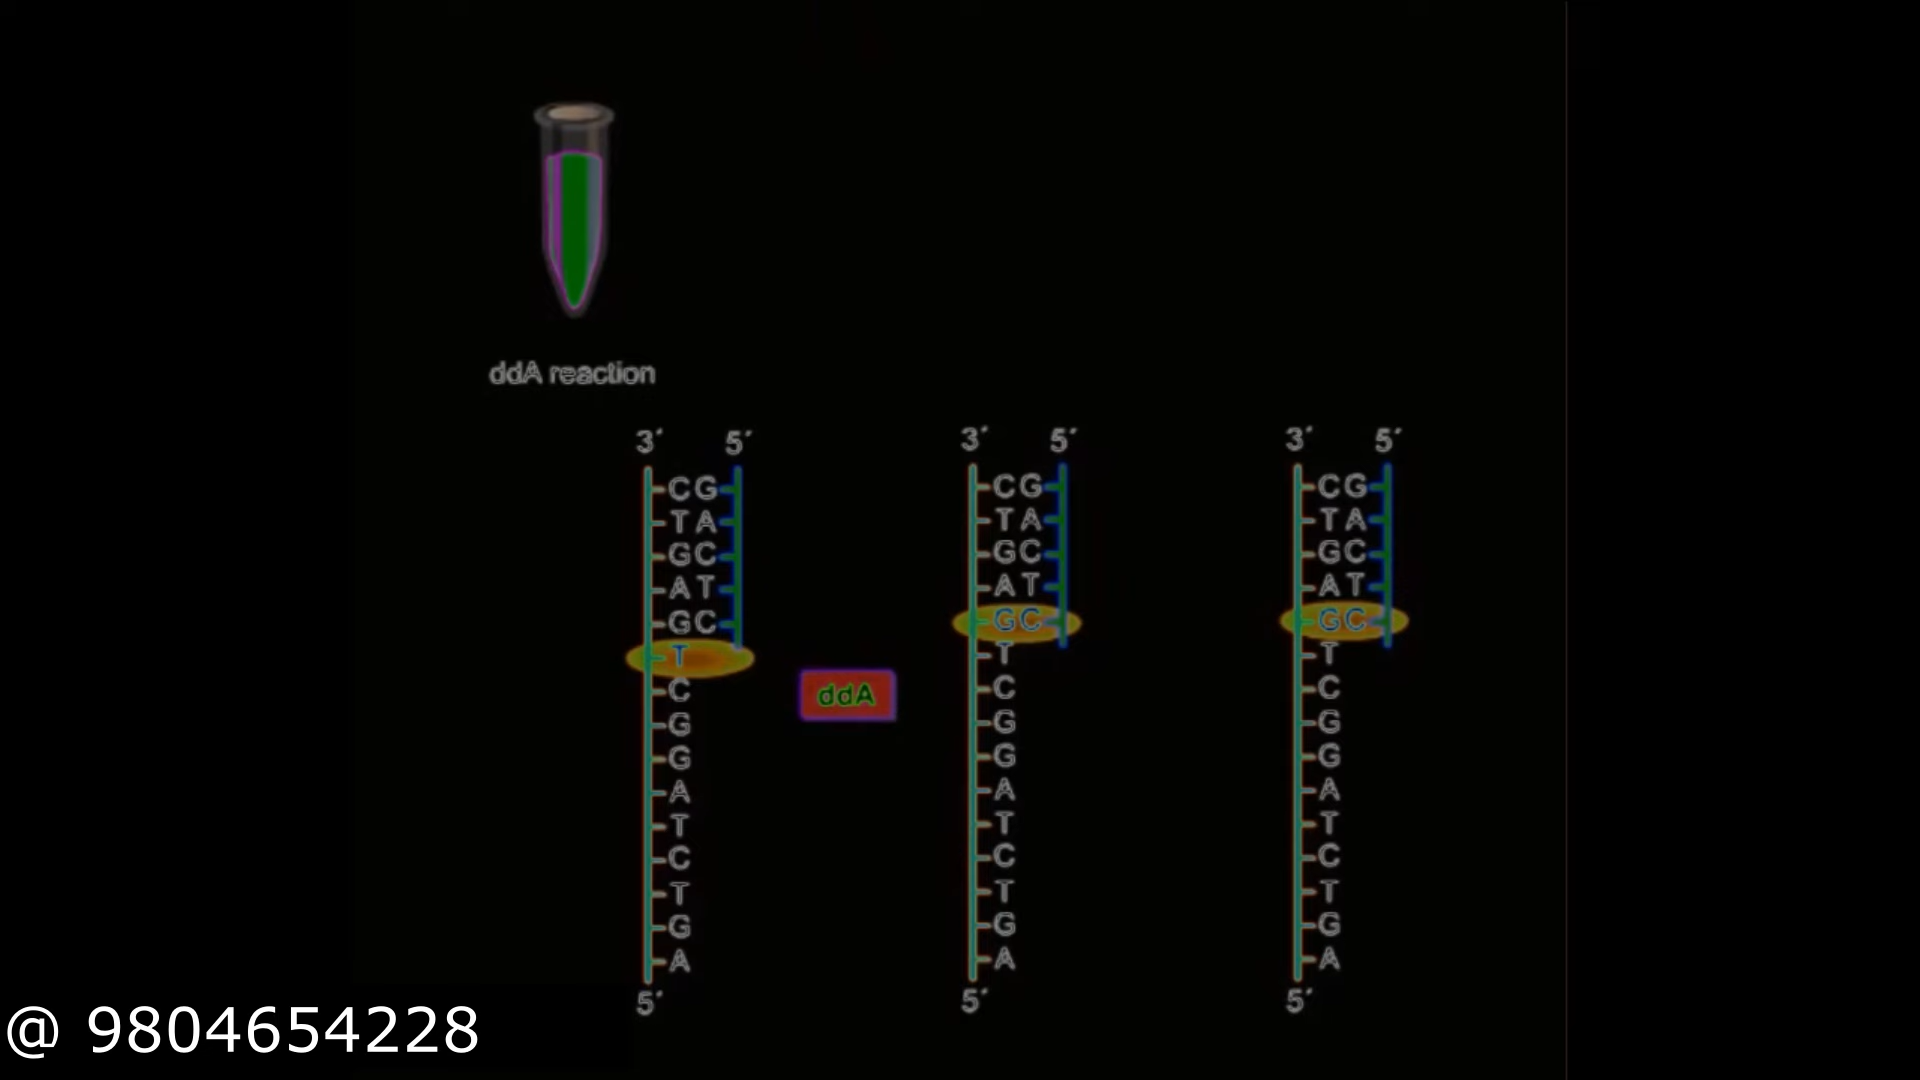 ddA reaction
3´ 5´ 3´ 5´ 3´ 5´
CG CG CG
TA TA TA
GC GC GC
AT AT AT
GC GC GC
T T T
C C C
ddA
G G G
G G G
A A A
T T T
C C C
T T T
G G G
A A A
5´ 5´ 5´
@ 9804654228